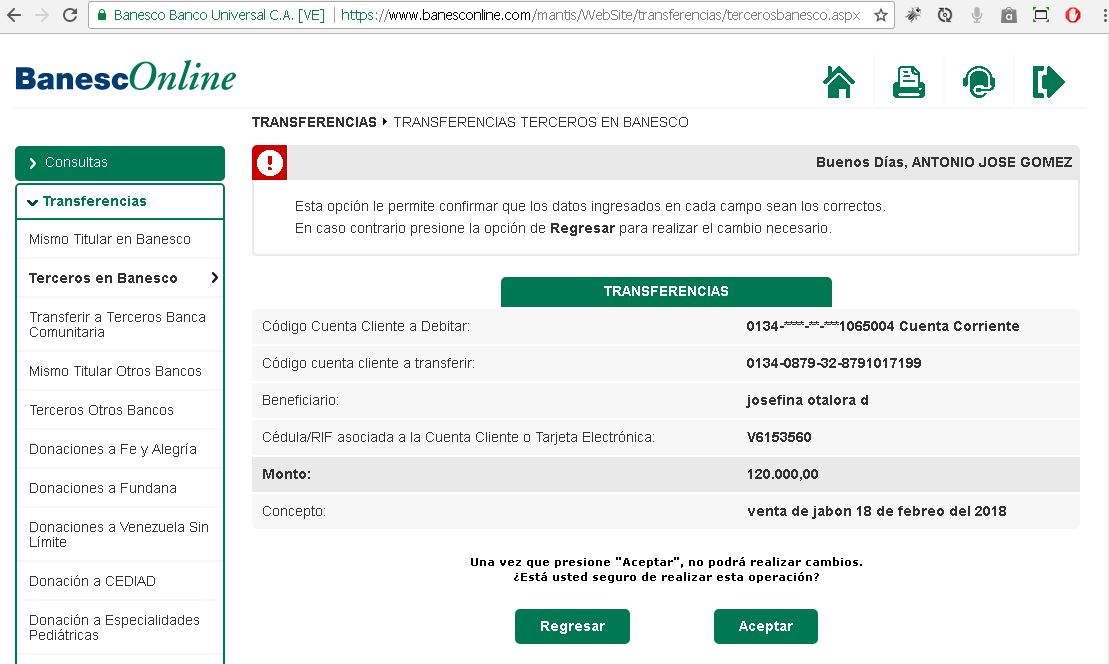 Banesco Banco Universal C.A. [VE] https://www.banesconline.com/mantis/WebSite/transferencias/tercerosbanesco.aspx
BanescOnline
TRANSFERENCIAS TRANSFERENCIAS TERCEROS EN BANESCO
Consultas
Transferencias
Mismo Titular en Banesco
Terceros en Banesco
Transferir a Terceros Banca
Comunitaria
Mismo Titular Otros Bancos
Terceros Otros Bancos
Donaciones a Fe y Alegría
Donaciones a Fundana
Donaciones a Venezuela Sin
Límite
Donación a CEDIAD
Donación a Especialidades
Pediátricas
Buenos Días, ANTONIO JOSE GOMEZ
Esta opción le permite confirmar que los datos ingresados en cada campo sean los correctos.
En caso contrario presione la opción de Regresar para realizar el cambio necesario.
TRANSFERENCIAS
Código Cuenta Cliente a Debitar: 0134-****-**-***1065004 Cuenta Corriente
Código cuenta cliente a transferir: 0134-0879-32-8791017199
Beneficiario: josefina otalora d
Cédula/RIF asociada a la Cuenta Cliente o Tarjeta Electrónica: V6153560
Monto: 120.000,00
Concepto: venta de jabon 18 de febreo del 2018
Una vez que presione "Aceptar", no podrá realizar cambios.
¿Está usted seguro de realizar esta operación?
Regresar Aceptar